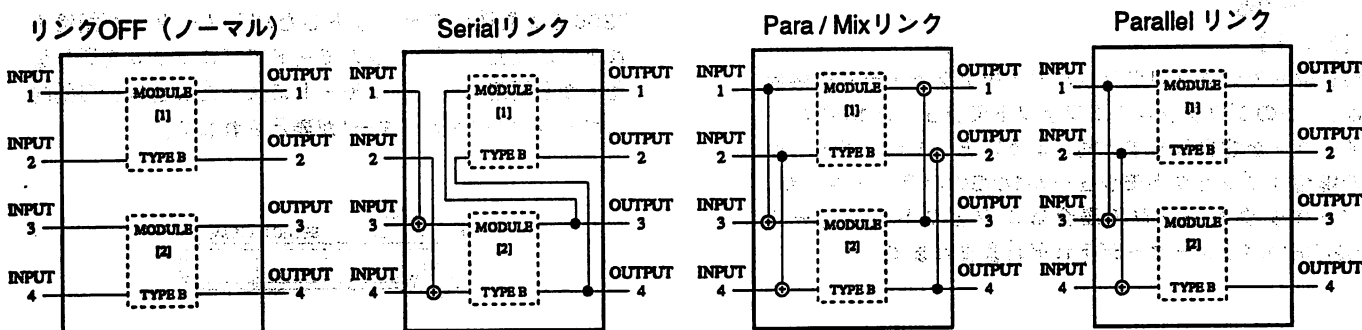 リンクOFF（ノーマル）
INPUT
1
INPUT
2
INPUT
3
INPUT
4
MODULE
[1]
TYPE B
MODULE
[2]
TYPE B
OUTPUT
1
OUTPUT
2
OUTPUT
3
OUTPUT
4
Serialリンク
INPUT
1
INPUT
2
INPUT
3
INPUT
4
MODULE
[1]
TYPE B
MODULE
[2]
TYPE B
OUTPUT
1
OUTPUT
2
OUTPUT
3
OUTPUT
4
Para / Mixリンク
INPUT
1
INPUT
2
INPUT
3
INPUT
4
MODULE
[1]
TYPE B
MODULE
[2]
TYPE B
OUTPUT
1
OUTPUT
2
OUTPUT
3
OUTPUT
4
Parallel リンク
INPUT
1
INPUT
2
INPUT
3
INPUT
4
MODULE
[1]
TYPE B
MODULE
[2]
TYPE B
OUTPUT
1
OUTPUT
2
OUTPUT
3
OUTPUT
4